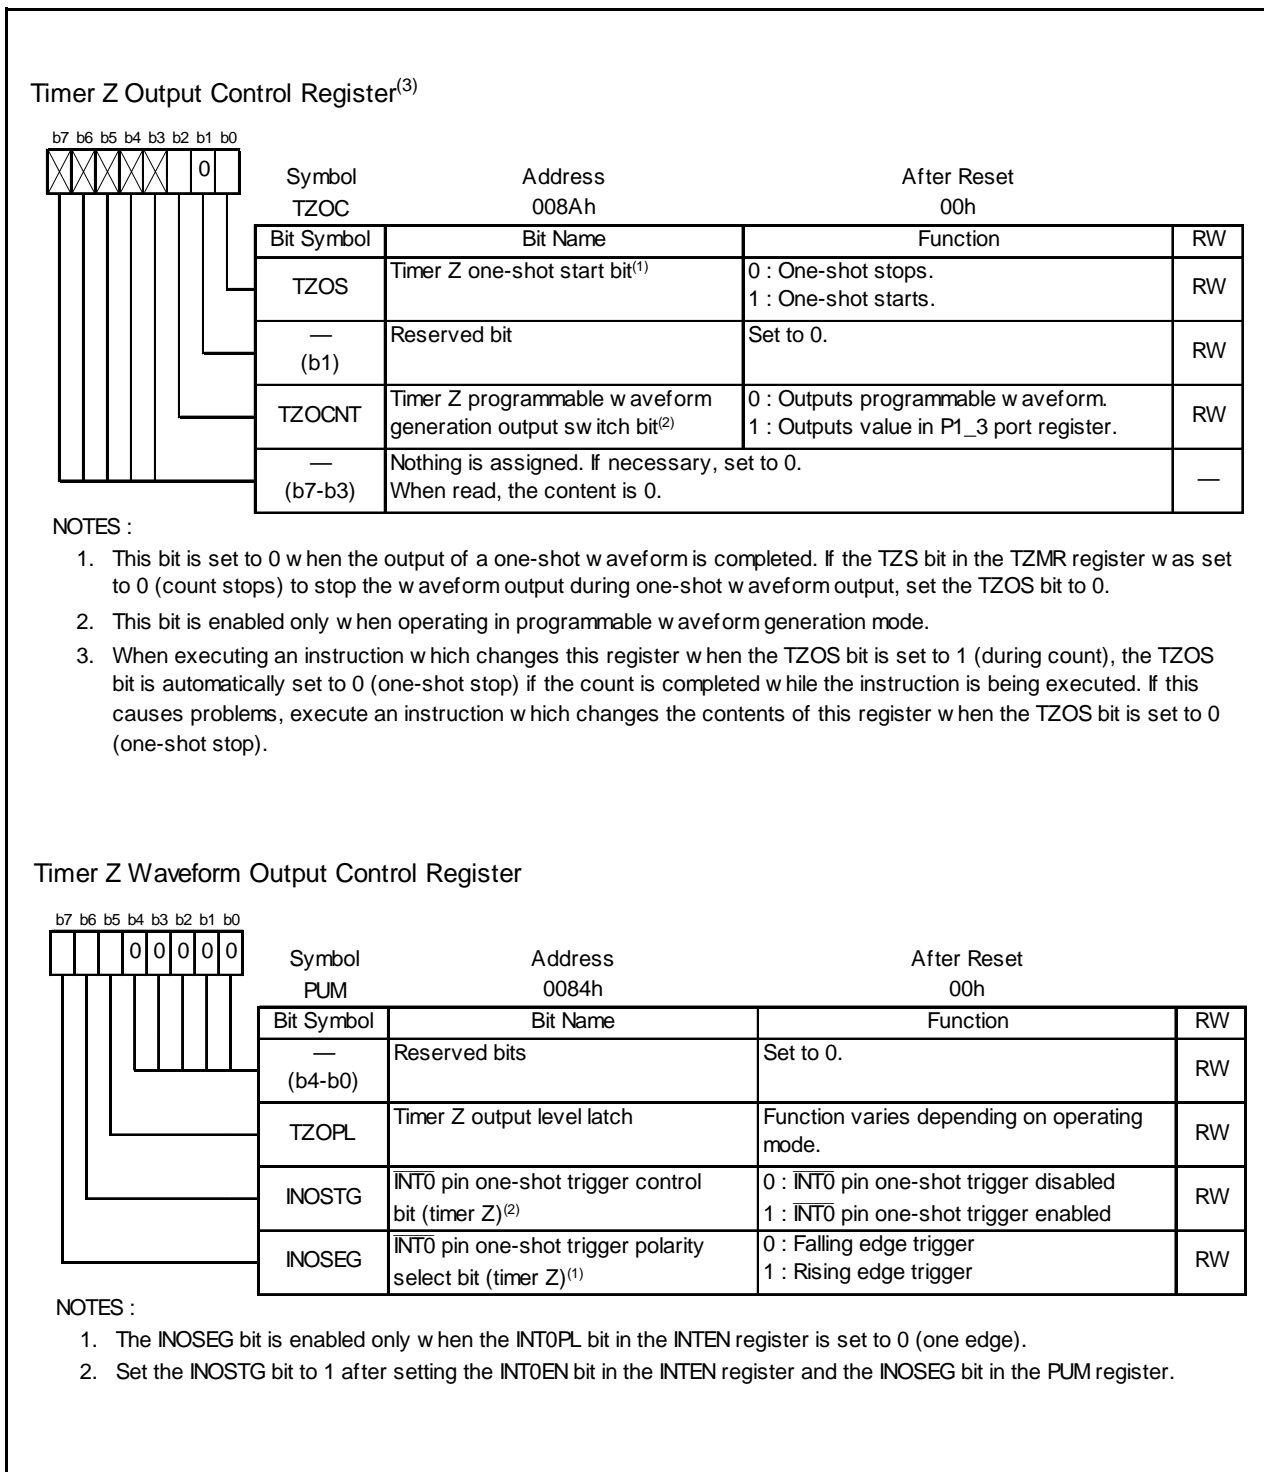 Timer Z Output Control Register(3)
b7 b6 b5 b4 b3 b2 b1 b0
0
Symbol Address After Reset
TZOC 008Ah 00h
Bit Symbol Bit Name Function RW
TZOS Timer Z one-shot start bit(1) 0 : One-shot stops. RW
1 : One-shot starts.
— Reserved bit Set to 0. RW
(b1)
TZOCNT Timer Z programmable waveform 0 : Outputs programmable waveform. RW
generation output switch bit(2) 1 : Outputs value in P1_3 port register.
— Nothing is assigned. If necessary, set to 0. —
(b7-b3) When read, the content is 0.
NOTES :
1. This bit is set to 0 when the output of a one-shot waveform is completed. If the TZS bit in the TZMR register was set
to 0 (count stops) to stop the waveform output during one-shot waveform output, set the TZOS bit to 0.
2. This bit is enabled only when operating in programmable waveform generation mode.
3. When executing an instruction which changes this register when the TZOS bit is set to 1 (during count), the TZOS
bit is automatically set to 0 (one-shot stop) if the count is completed while the instruction is being executed. If this
causes problems, execute an instruction which changes the contents of this register when the TZOS bit is set to 0
(one-shot stop).
Timer Z Waveform Output Control Register
b7 b6 b5 b4 b3 b2 b1 b0
0 0 0 0 0
Symbol Address After Reset
PUM 0084h 00h
Bit Symbol Bit Name Function RW
— Reserved bits Set to 0. RW
(b4-b0)
TZOPL Timer Z output level latch Function varies depending on operating RW
mode.
INOSTG INT0 pin one-shot trigger control 0 : INT0 pin one-shot trigger disabled RW
bit (timer Z)(2) 1 : INT0 pin one-shot trigger enabled
INOSEG INT0 pin one-shot trigger polarity 0 : Falling edge trigger RW
select bit (timer Z)(1) 1 : Rising edge trigger
NOTES :
1. The INOSEG bit is enabled only when the INT0PL bit in the INTEN register is set to 0 (one edge).
2. Set the INOSTG bit to 1 after setting the INT0EN bit in the INTEN register and the INOSEG bit in the PUM register.